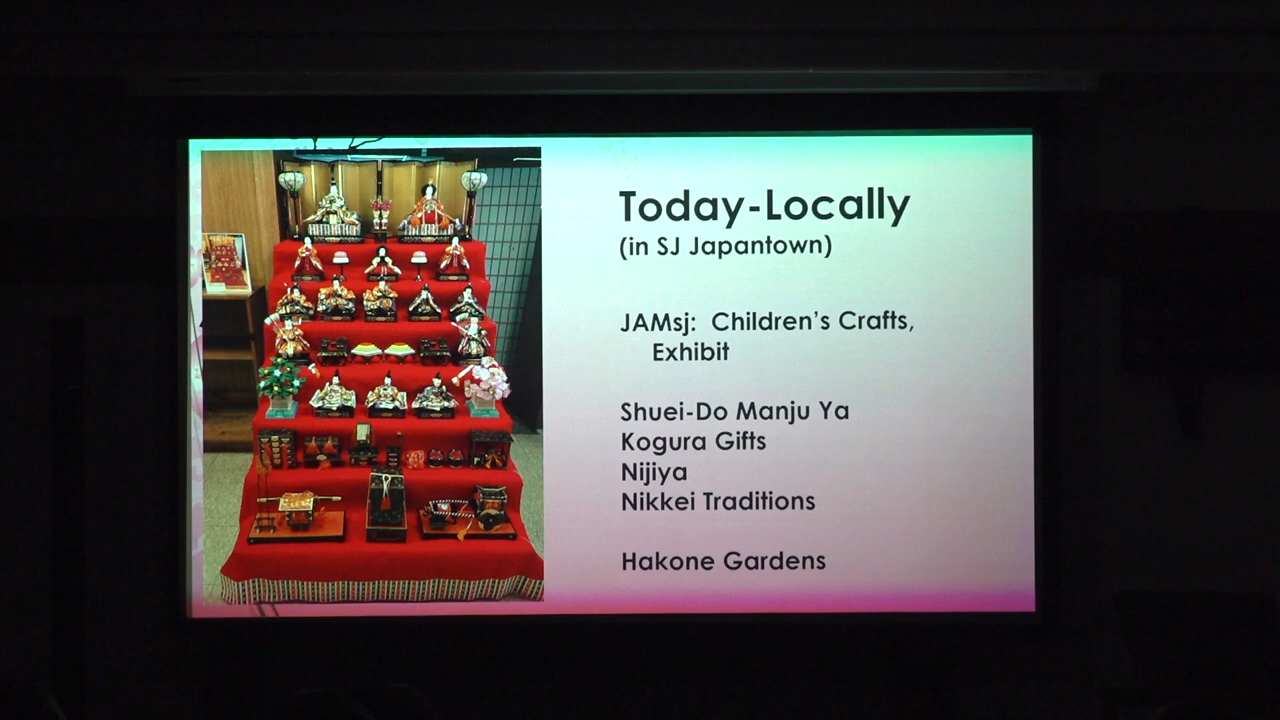 Today-Locally
(in SJ Japantown)
JAMsj:  Children's Crafts,
Exhibit
Shuei-Do Manju Ya
Kogura Gifts
Nijiya
Nikkei Traditions
Hakone Gardens